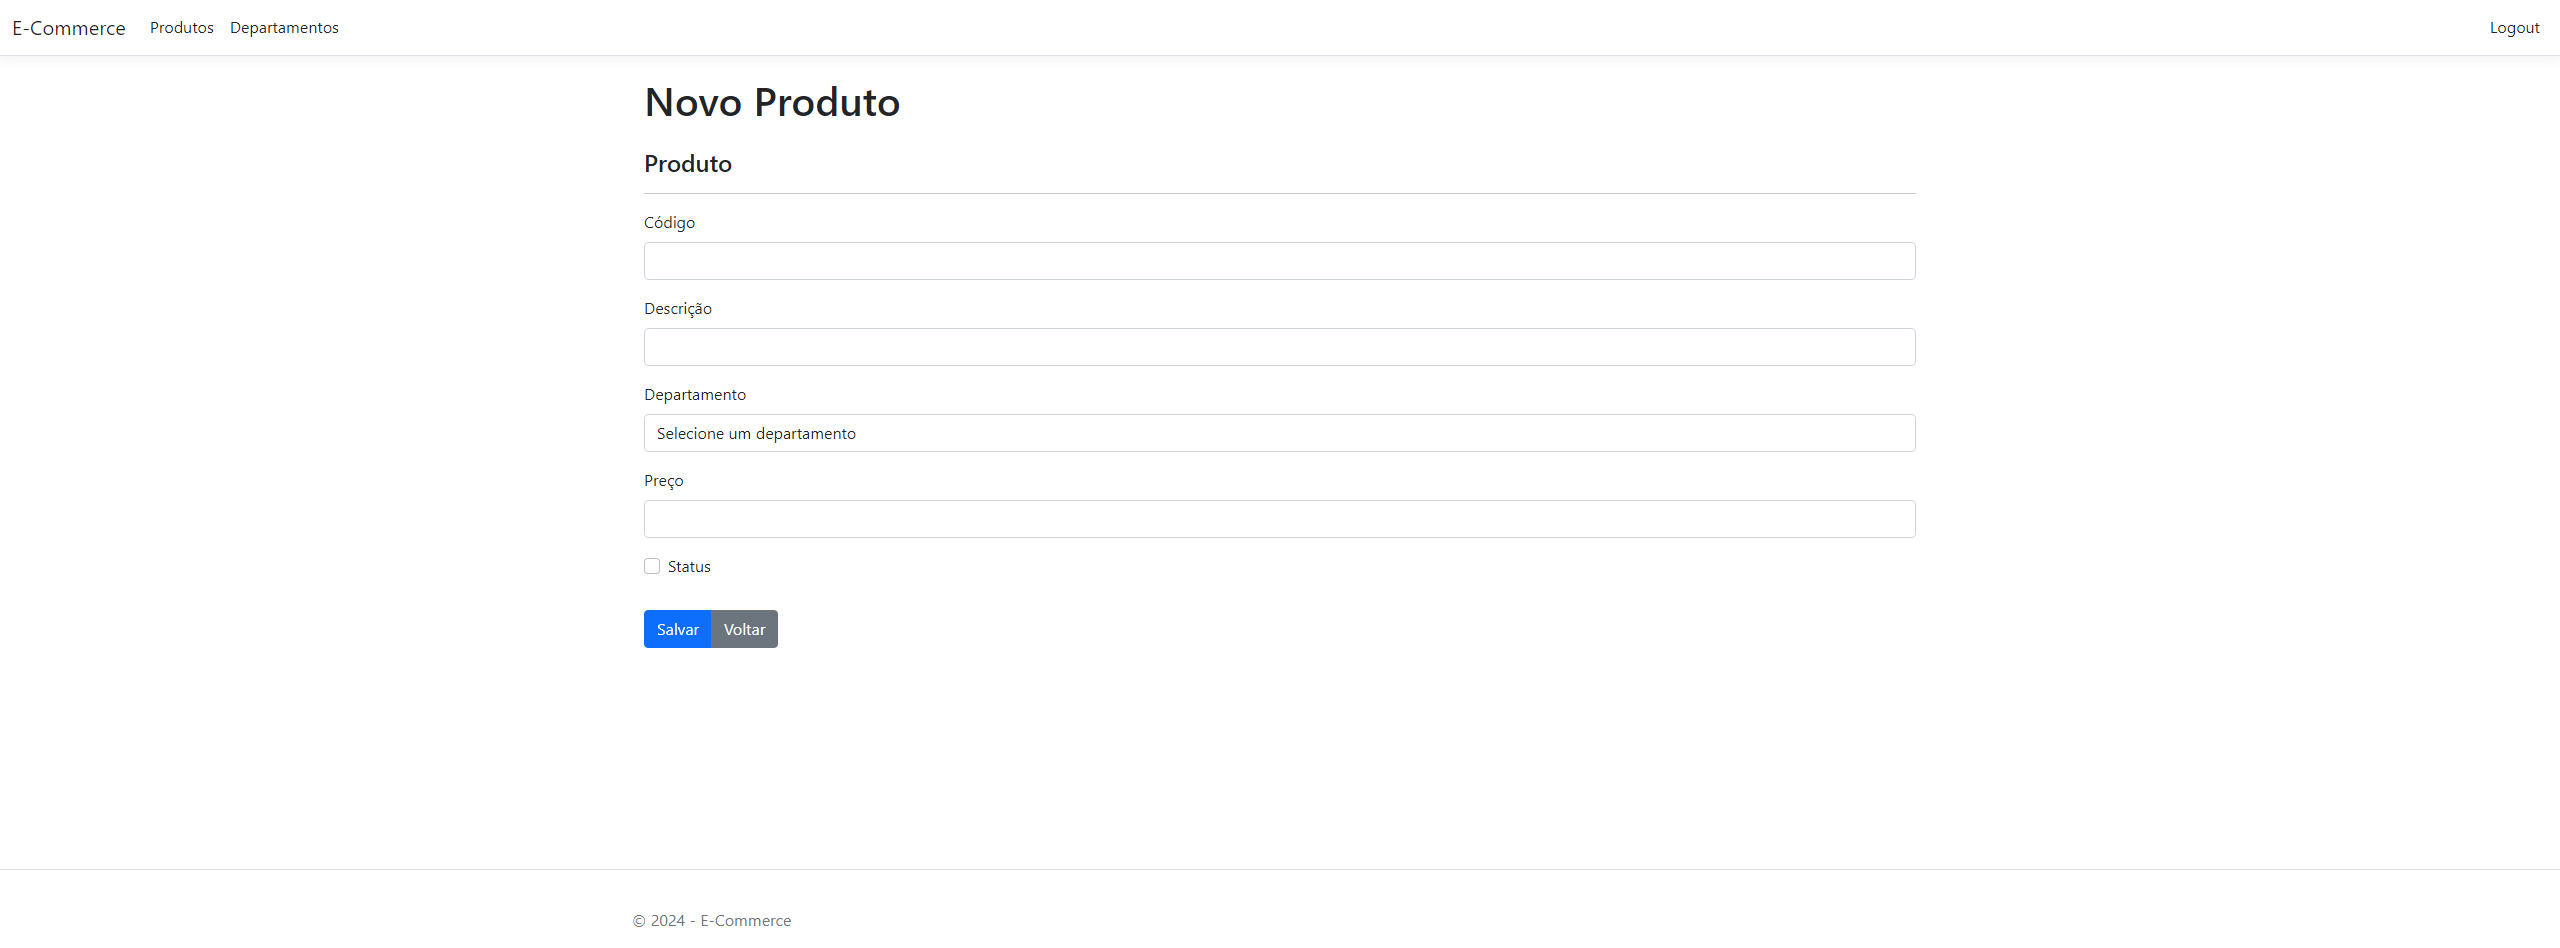 E-Commerce Produtos Departamentos Logout
Novo Produto
Produto
Código
Descrição
Departamento
Selecione um departamento
Preço
Status
Salvar Voltar
© 2024 - E-Commerce